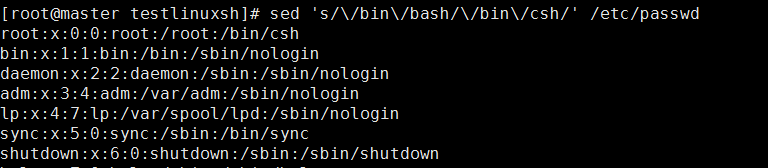 [root@master testlinuxsh]# sed 's/\/bin\/bash/\/bin\/csh/' /etc/passwd
root:x:0:0:root:/root:/bin/csh
bin:x:1:1:bin:/bin:/sbin/nologin
daemon:x:2:2:daemon:/sbin:/sbin/nologin
adm:x:3:4:adm:/var/adm:/sbin/nologin
lp:x:4:7:lp:/var/spool/lpd:/sbin/nologin
sync:x:5:0:sync:/sbin:/bin/sync
shutdown:x:6:0:shutdown:/sbin:/sbin/shutdown